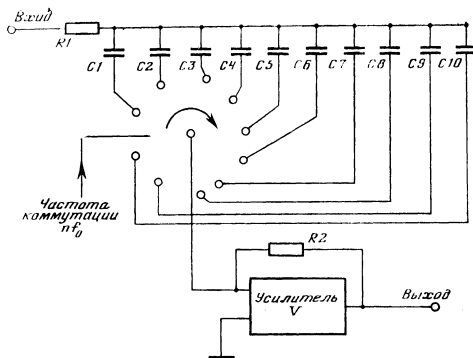 Вход
R1
C1 C2 C3 C4 C5 C6 C7 C8 C9 C10
Частота
коммутации
nf₀
R2
Усилитель
V
Выход